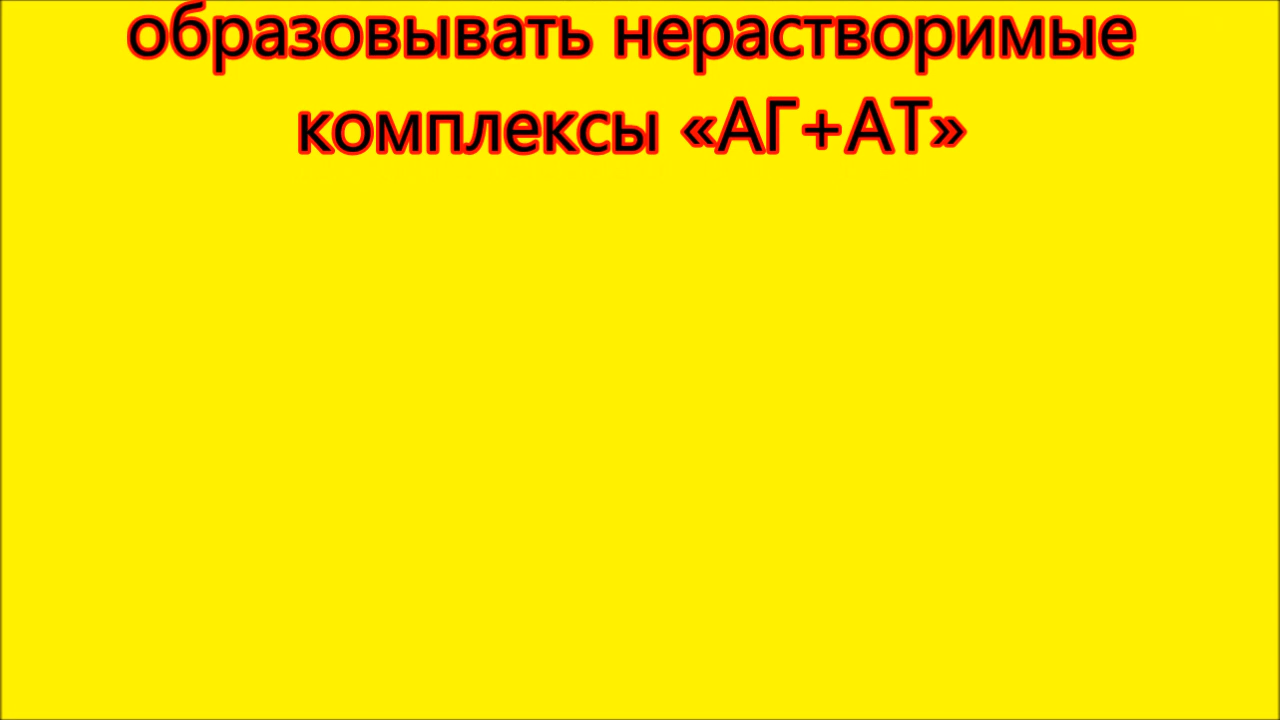 образовывать нерастворимые
комплексы «АГ+АТ»